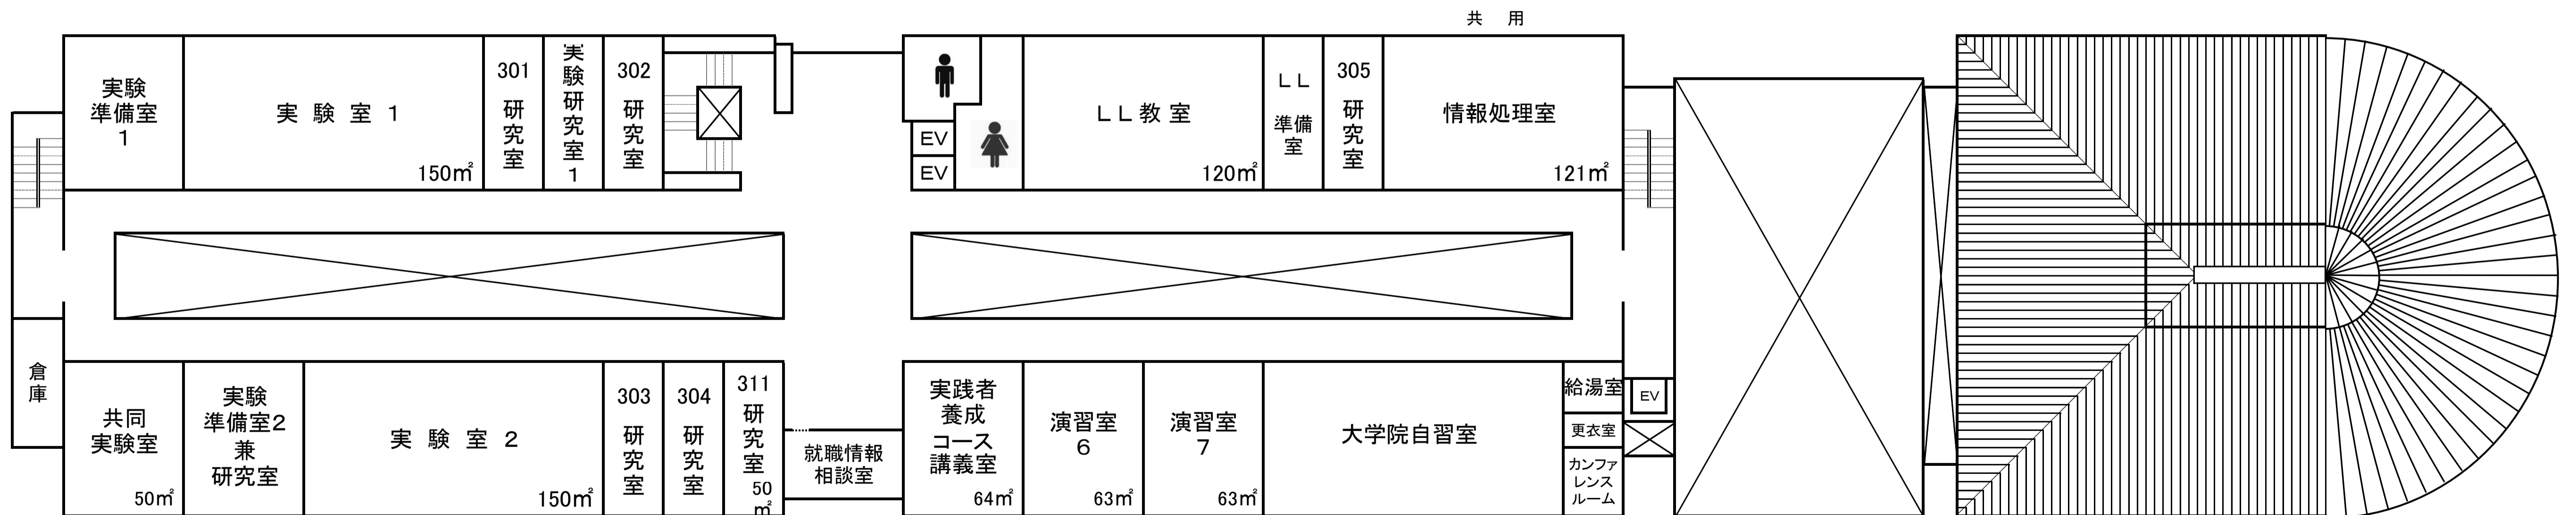 共 用
実験
準備室
1
実 験 室 1
150㎡
301
研究室
実験研究室1
302
研究室
EV
EV
ＬＬ教 室
120㎡
ＬＬ
準備
室
305
研究室
情報処理室
121㎡
倉庫
共同
実験室
50㎡
実験
準備室2
兼
研究室
実 験 室 2
150㎡
303
研究室
304
研究室
311
研究室
50
㎡
就職情報
相談室
実践者
養成
コース
講義室
64㎡
演習室
6
63㎡
演習室
7
63㎡
大学院自習室
給湯室
更衣室
カンファ
レンス
ルーム
EV